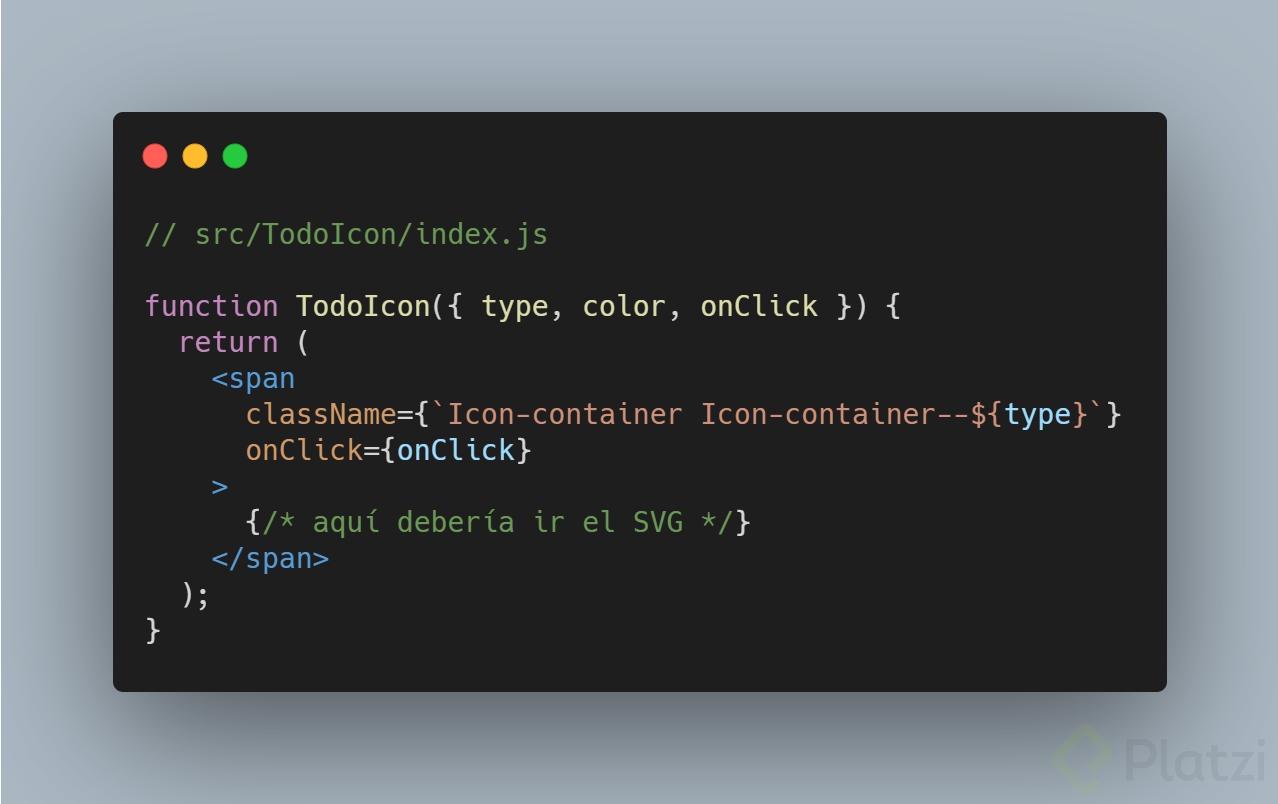 // src/TodoIcon/index.js
function TodoIcon({ type, color, onClick }) {
  return (
    <span
      className={`Icon-container Icon-container--${type}`}
      onClick={onClick}
    >
      {/* aquí debería ir el SVG */}
    </span>
  );
}
Platzi